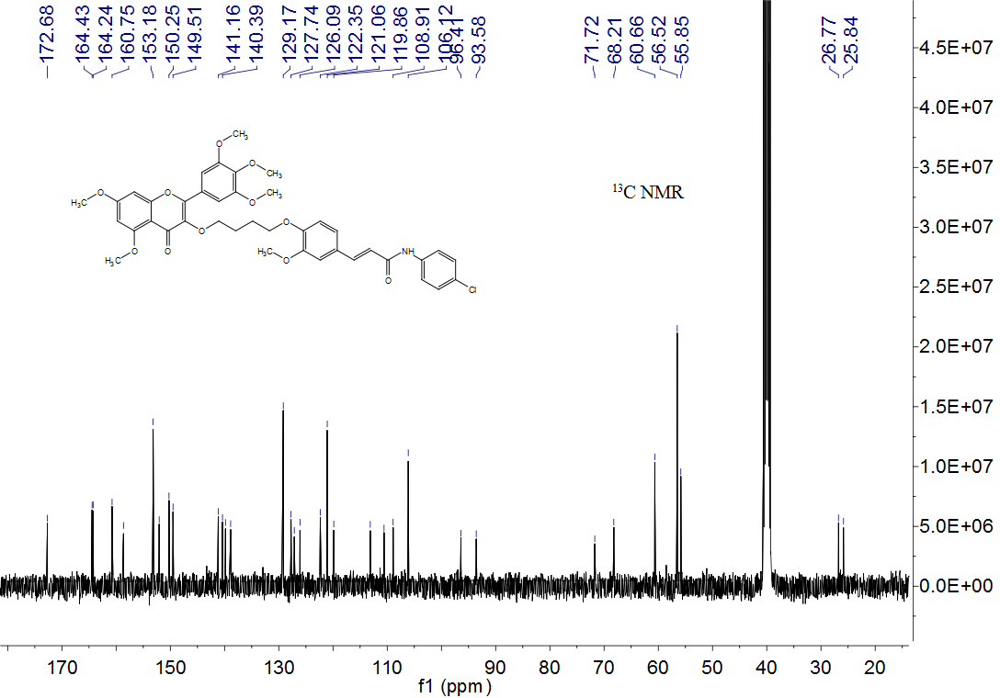 172.68
164.43
164.24
160.75
153.18
150.25
149.51
141.16
140.39
129.17
127.74
126.09
122.35
121.06
119.86
108.91
106.12
96.41
93.58
71.72
68.21
60.66
56.52
55.85
26.77
25.84
4.5E+07
4.0E+07
3.5E+07
3.0E+07
2.5E+07
2.0E+07
1.5E+07
1.0E+07
5.0E+06
0.0E+00
13C NMR
O
CH3
O
CH3
O
CH3
H3C
O
O
O
H3C
O
O
O
H3C
O
O
NH
Cl
170
150
130
110
90
80
70
60
50
40
30
20
f1 (ppm)